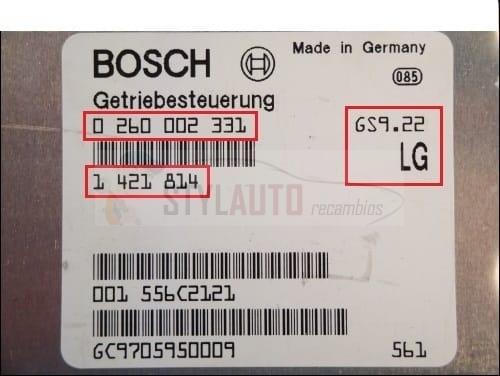 BOSCH
Made in Germany
085
Getriebesteuerung
0 260 002 331
GS9.22
LG
1 421 814
STYLAUTO
recambios
001 556C2121
GC9705950009
561